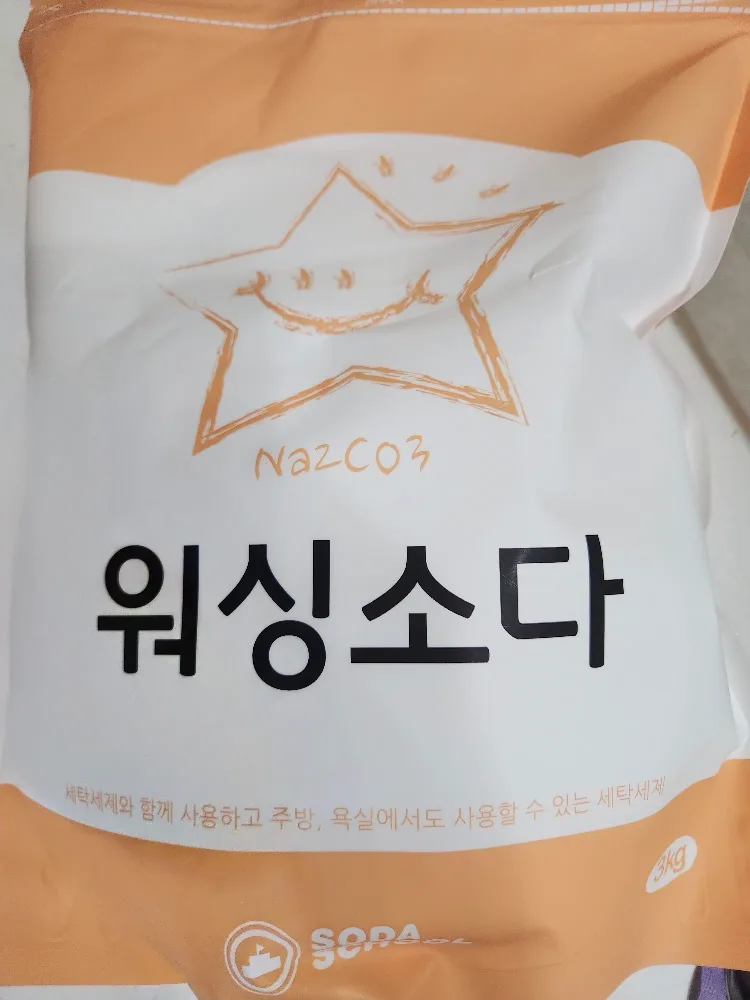 Na2CO3
워싱소다
세탁세제와 함께 사용하고 주방, 욕실에서도 사용할 수 있는 세탁세제
3kg
SODA